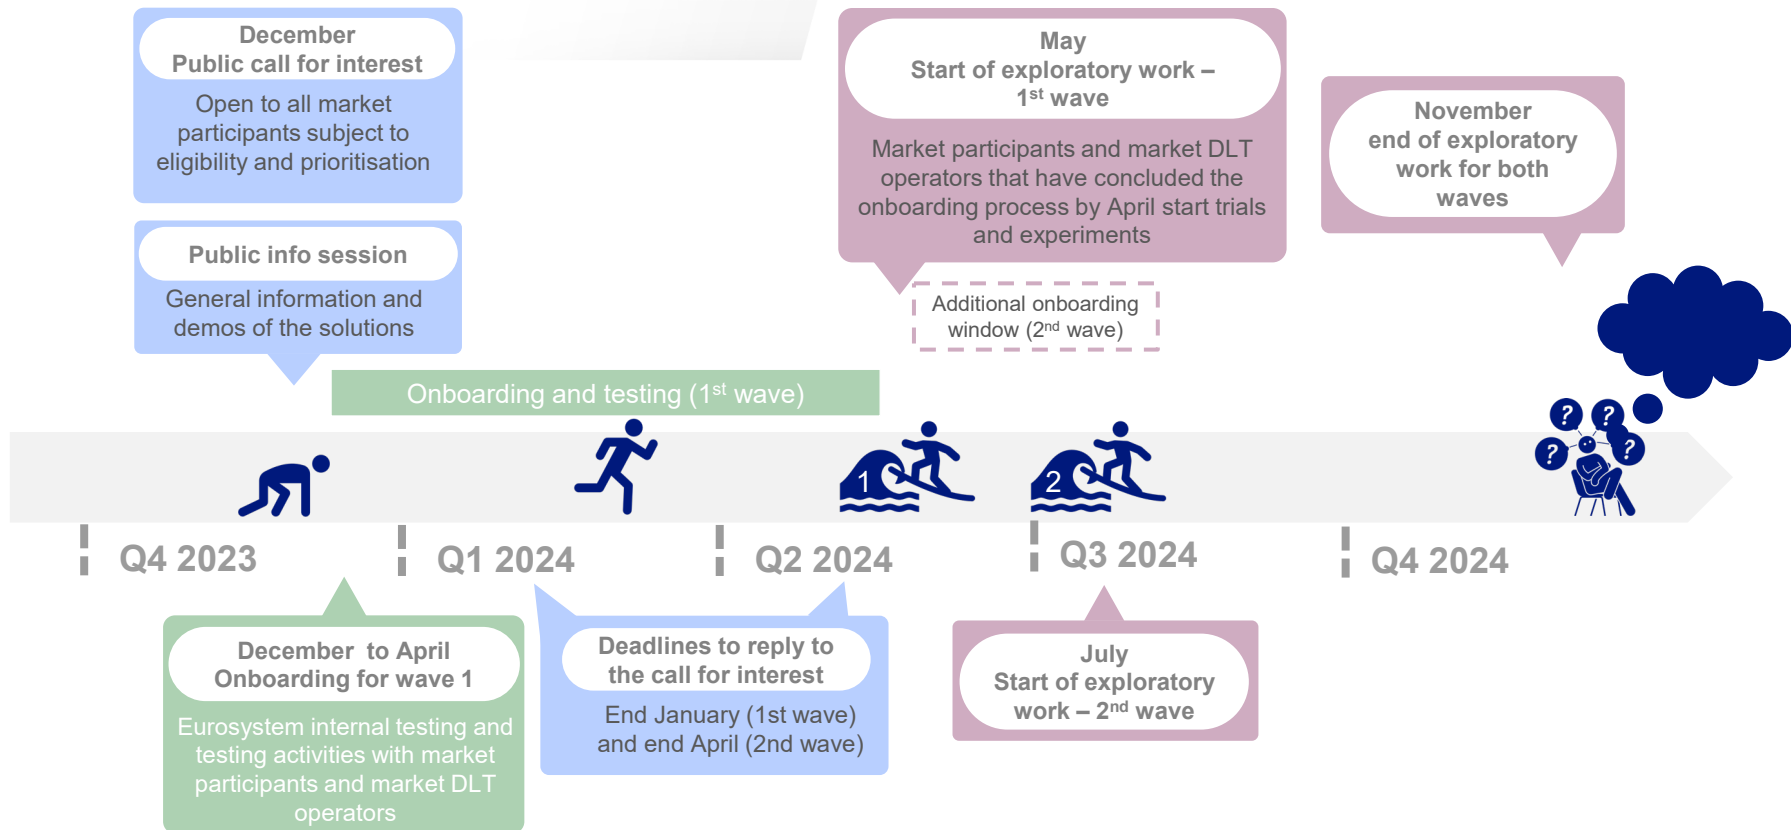 December
Public call for interest
Open to all market
participants subject to
eligibility and prioritisation
Public info session
General information and
demos of the solutions
May
Start of exploratory work –
1st wave
Market participants and market DLT
operators that have concluded the
onboarding process by April start trials
and experiments
November
end of exploratory
work for both
waves
Additional onboarding
window (2nd wave)
Onboarding and testing (1st wave)
1
2
?
?
?
?
Q4 2023
Q1 2024
Q2 2024
Q3 2024
Q4 2024
December to April
Onboarding for wave 1
Eurosystem internal testing and
testing activities with market
participants and market DLT
operators
Deadlines to reply to
the call for interest
End January (1st wave)
and end April (2nd wave)
July
Start of exploratory
work – 2nd wave